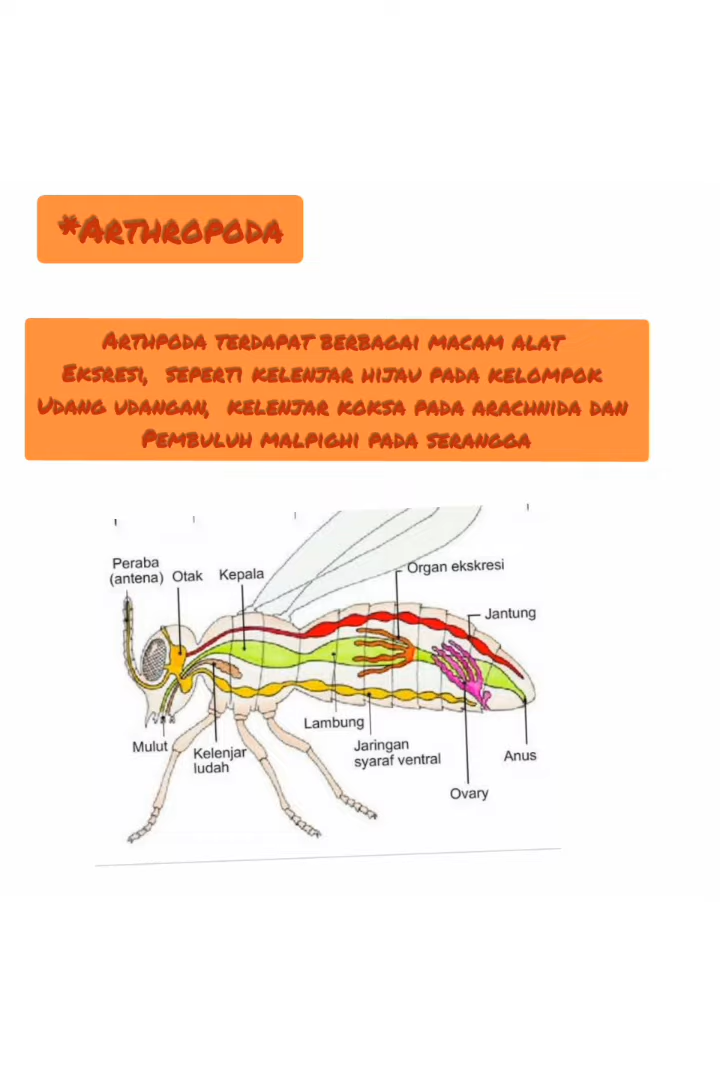 *Arthropoda
Arthpoda terdapat berbagai macam alat
Eksresi, seperti kelenjar hijau pada kelompok
Udang udangan, kelenjar koksa pada arachnida dan
Pembuluh malpighi pada serangga
Peraba
(antena)
Otak
Kepala
Organ ekskresi
Jantung
Mulut
Kelenjar
ludah
Lambung
Jaringan
syaraf ventral
Anus
Ovary